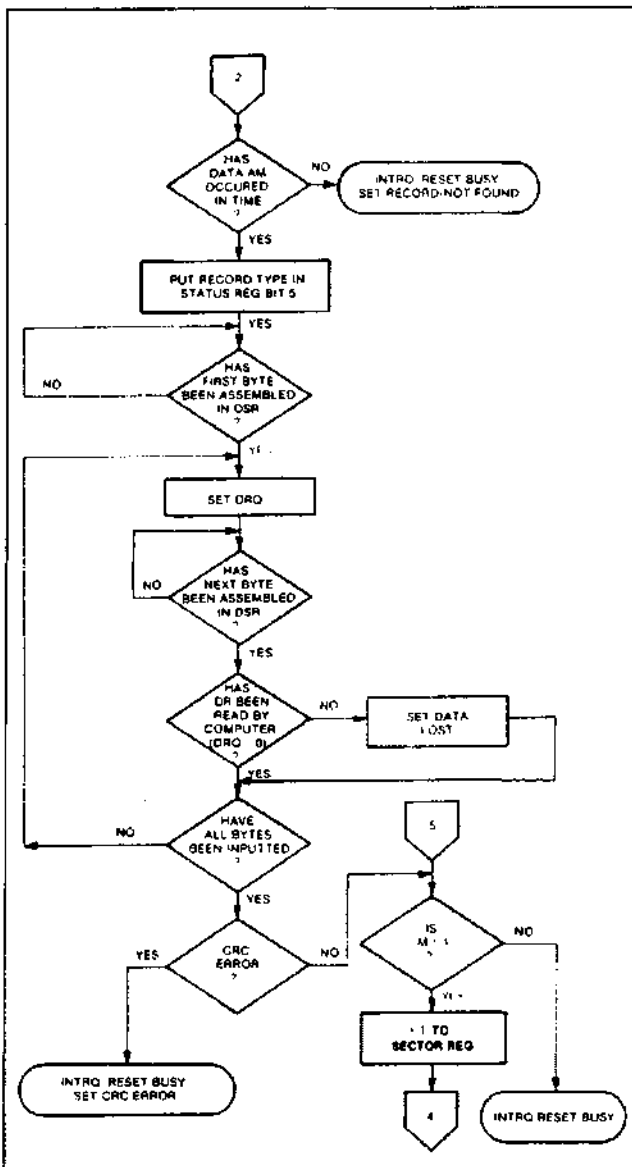 2
HAS
DATA AM
OCCURED
IN TIME
?
NO
INTRQ RESET BUSY
SET RECORD-NOT FOUND
YES
PUT RECORD TYPE IN
STATUS REG BIT 5
YES
HAS
FIRST BYTE
BEEN ASSEMBLED
IN DSR
?
NO
SET DRQ
HAS
NEXT BYTE
BEEN ASSEMBLED
IN DSR
?
NO
YES
HAS
DR BEEN
READ BY
COMPUTER
(DRQ 0)
?
NO
SET DATA
LOST
YES
HAVE
ALL BYTES
BEEN INPUTTED
?
NO
5
YES
CRC
ERROR
?
YES
NO
IS
?
NO
1 TO
SECTOR REG
INTRQ RESET BUSY
SET CRC ERROR
4
INTRQ RESET BUSY